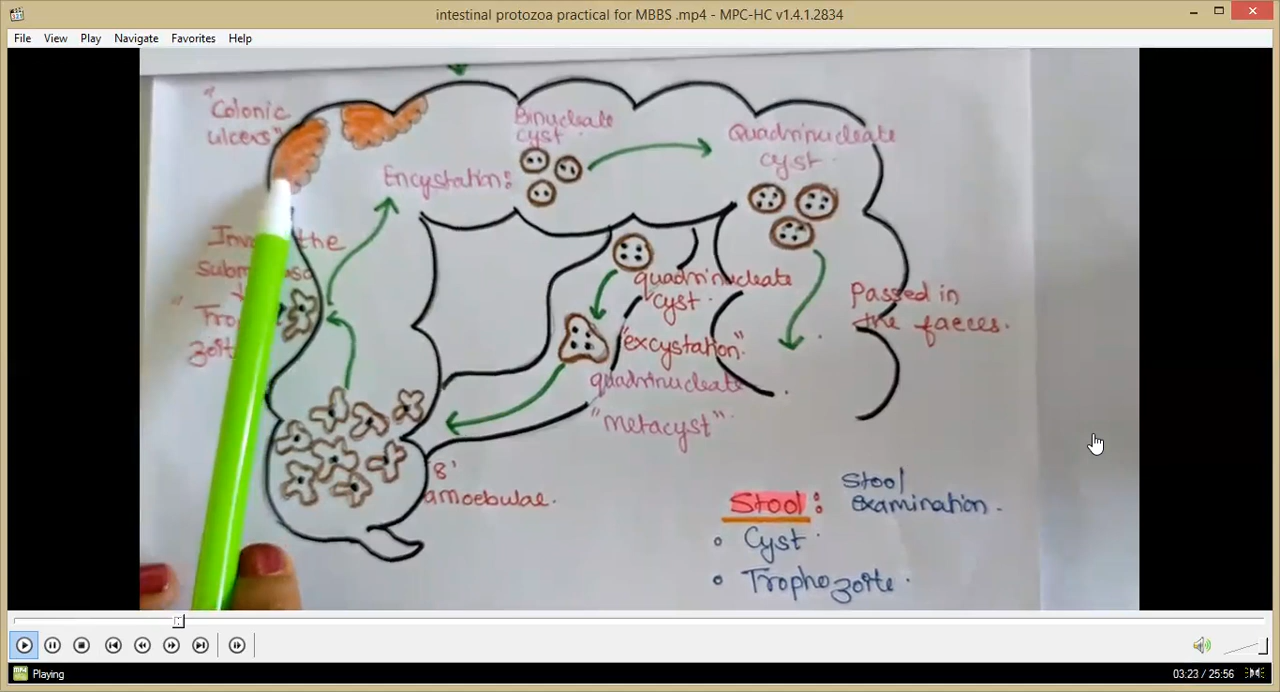 intestinal protozoa practical for MBBS .mp4 - MPC-HC v1.4.1.2834
File View Play Navigate Favorites Help
"Colonic
ulcers"
Binucleate
cyst
Quadrinucleate
cyst.
Encystation:
the
"
quadrinucleate
cyst.
Passed in
the faeces.
"excystation".
quadrinucleate
"metacyst".
8'
amoebulae.
Stool: Stool
examination.
Cyst
Trophozoite.
Playing
03:23 / 25:56